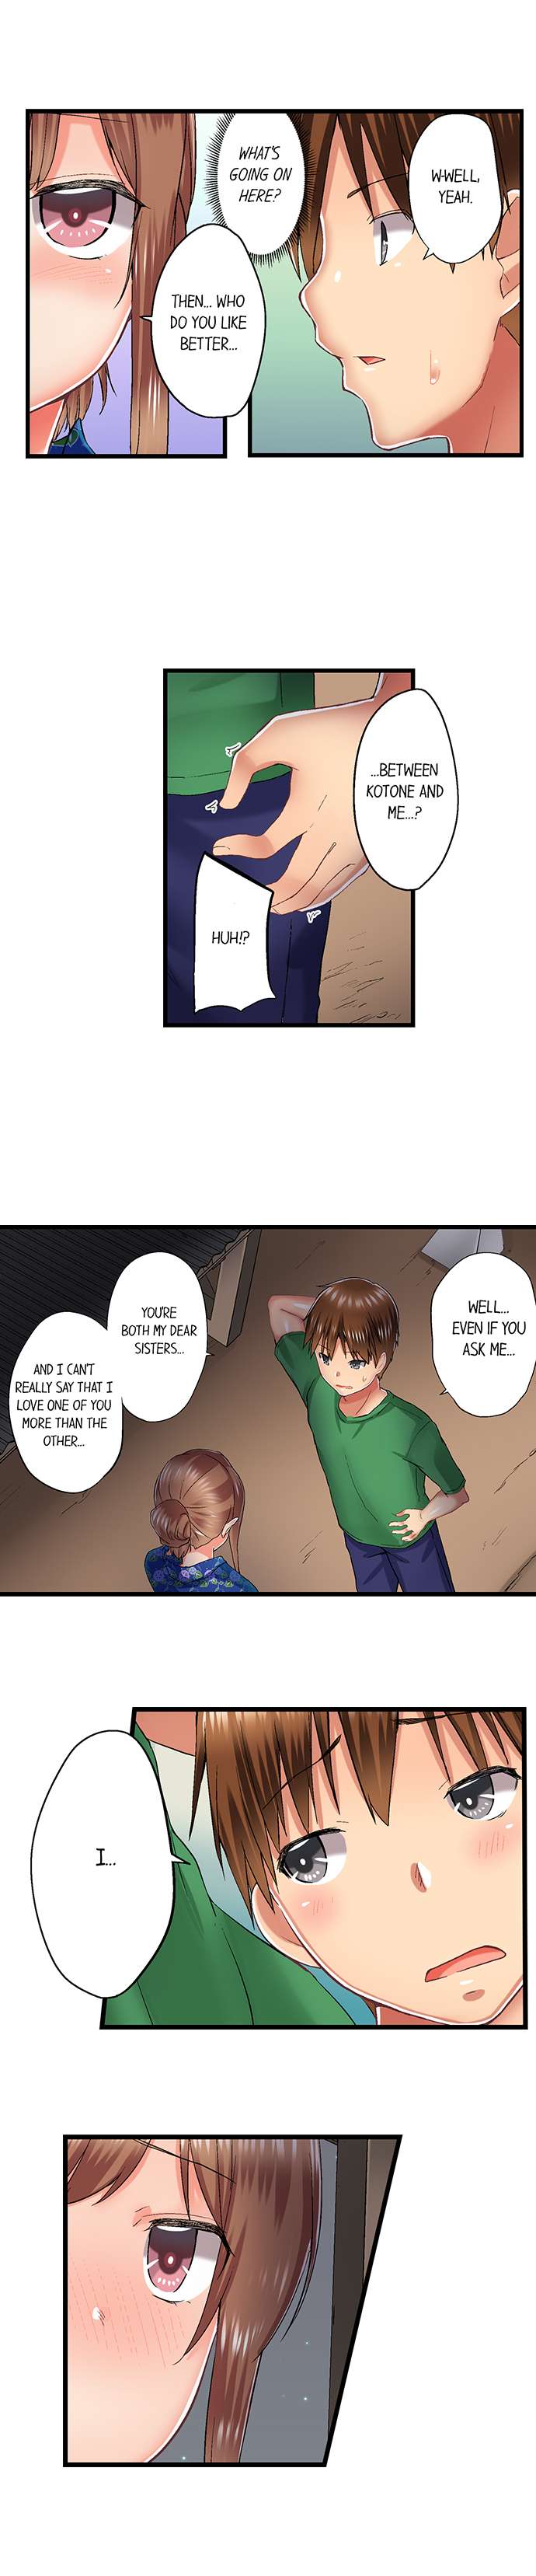 W-WELL,
YEAH.
WHAT'S
GOING ON
HERE?
THEN... WHO
DO YOU LIKE
BETTER...
...BETWEEN
KOTONE AND
ME...?
HUH!?
WELL...
EVEN IF YOU
ASK ME...
YOU'RE
BOTH MY DEAR
SISTERS...
AND I CAN'T
REALLY SAY THAT I
LOVE ONE OF YOU
MORE THAN THE
OTHER...
I...